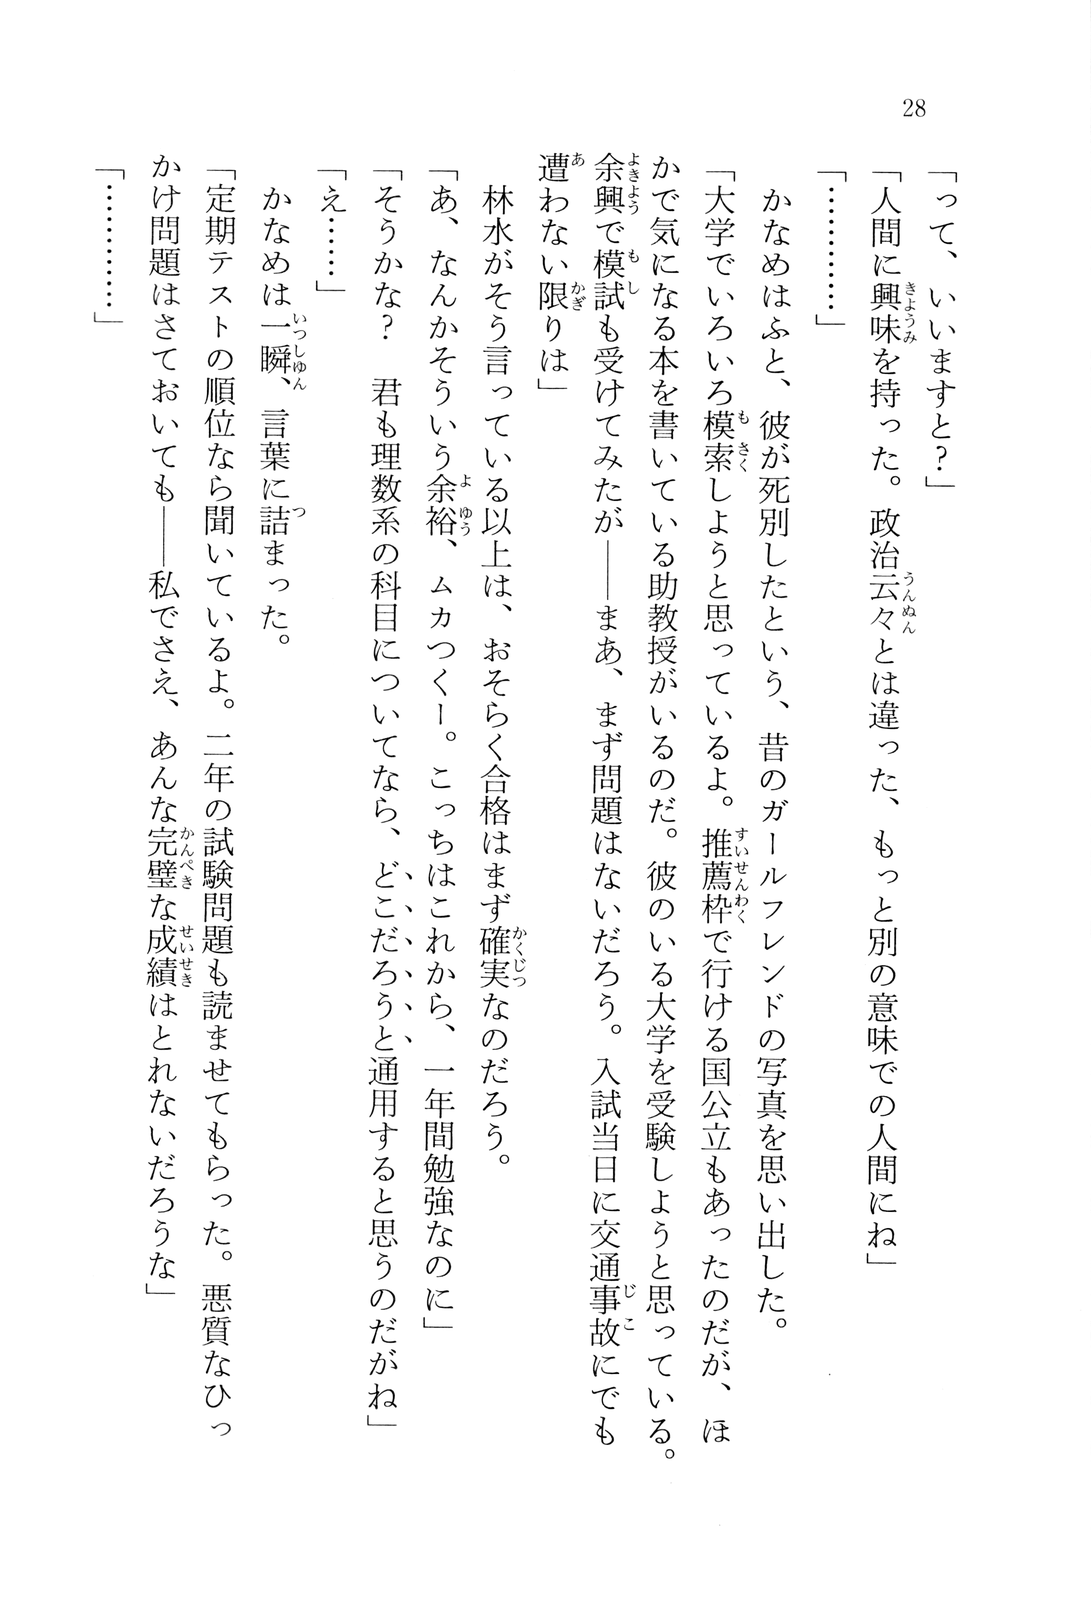 28
「って、いいますと?」
「人間に興味を持った。政治云々とは違った、もっと別の意味での人間にね」
「…………」
かなめはふと、彼が死別したという、昔のガールフレンドの写真を思い出した。
「大学でいろいろ模索しようと思っているよ。推薦枠で行ける国公立もあったのだが、ほ
かで気になる本を書いている助教授がいるのだ。彼のいる大学を受験しようと思っている。
余興で模試も受けてみたが――まあ、まず問題はないだろう。入試当日に交通事故にでも
遭わない限りは」
林水がそう言っている以上は、おそらく合格はまず確実なのだろう。
「あ、なんかそういう余裕、ムカつくー。こっちはこれから、一年間勉強なのに」
「そうかな? 君も理数系の科目についてなら、どこだろうと通用すると思うのだがね」
「え……」
かなめは一瞬、言葉に詰まった。
「定期テストの順位なら聞いているよ。二年の試験問題も読ませてもらった。悪質なひっ
かけ問題はさておいても――私でさえ、あんな完璧な成績はとれないだろうな」
「…………」